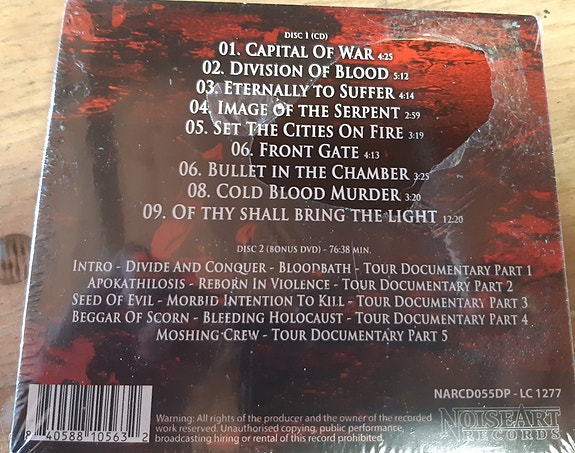 DISC 1 (CD)
01. CAPITAL OF WAR 4:25
02. DIVISION OF BLOOD 5:12
03. ETERNALLY TO SUFFER 4:14
04. IMAGE OF THE SERPENT 2:59
05. SET THE CITIES ON FIRE 3:19
06. FRONT GATE 4:13
06. BULLET IN THE CHAMBER 3:25
08. COLD BLOOD MURDER 3:20
09. OF THY SHALL BRING THE LIGHT 12:20
DISC 2 (BONUS DVD) - 76:38 MIN.
INTRO - DIVIDE AND CONQUER - BLOODBATH - TOUR DOCUMENTARY PART 1
APOKATHILOSIS - REBORN IN VIOLENCE - TOUR DOCUMENTARY PART 2
SEED OF EVIL - MORBID INTENTION TO KILL - TOUR DOCUMENTARY PART 3
BEGGAR OF SCORN - BLEEDING HOLOCAUST - TOUR DOCUMENTARY PART 4
MOSHING CREW - TOUR DOCUMENTARY PART 5
NARCD055DP - LC 1277
8 40588 10563 2
Warning: All rights of the producer and the owner of the recorded
work reserved. Unauthorised copying, public performance,
broadcasting hiring or rental of this record prohibited.
NOISEART
RECORDS